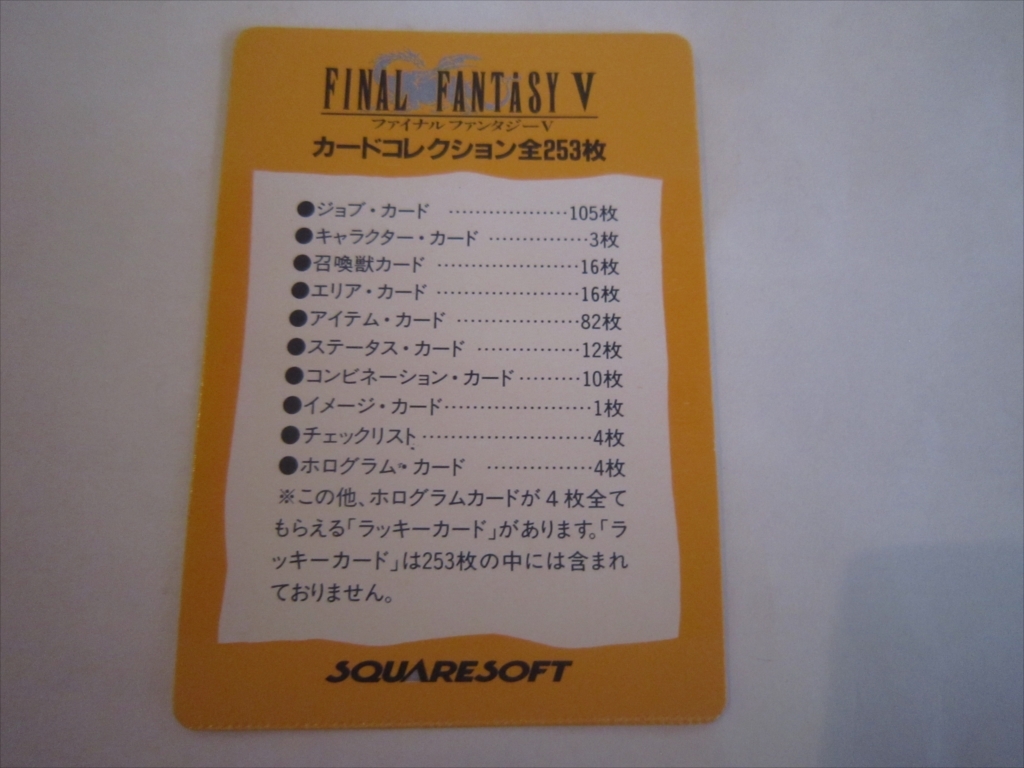 FINAL FANTASY V
ファイナルファンタジーV
カードコレクション全253枚
●ジョブ・カード ………………105枚
●キャラクター・カード ……………3枚
●召喚獣カード …………………16枚
●エリア・カード …………………16枚
●アイテム・カード ………………82枚
●ステータス・カード ……………12枚
●コンビネーション・カード………10枚
●イメージ・カード…………………1枚
●チェックリスト……………………4枚
●ホログラム・カード ……………4枚
※この他、ホログラムカードが4枚全て
もらえる「ラッキーカード」があります。「ラ
ッキーカード」は253枚の中には含まれ
ておりません。
SQUARESOFT